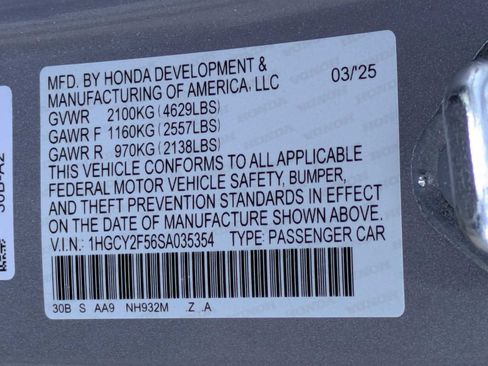 MFD. BY HONDA DEVELOPMENT &
MANUFACTURING OF AMERICA, LLC 03/'25
GVWR 2100KG (4629LBS)
GAWR F 1160KG (2557LBS)
GAWR R 970KG (2138LBS)
THIS VEHICLE CONFORMS TO ALL APPLICABLE
FEDERAL MOTOR VEHICLE SAFETY, BUMPER,
AND THEFT PREVENTION STANDARDS IN EFFECT
ON THE DATE OF MANUFACTURE SHOWN ABOVE.
V.I.N.: 1HGCY2F56SA035354 TYPE: PASSENGER CAR
30B S AA9 NH932M .Z .A
30B-A2